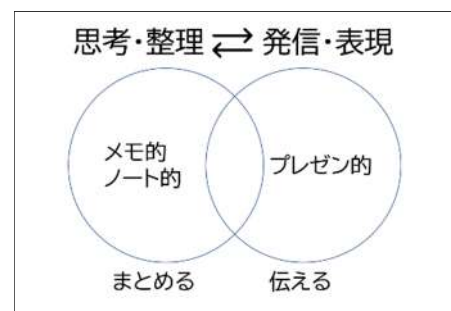 思考・整理 ⇄ 発信・表現
メモ的
ノート的
プレゼン的
まとめる
伝える